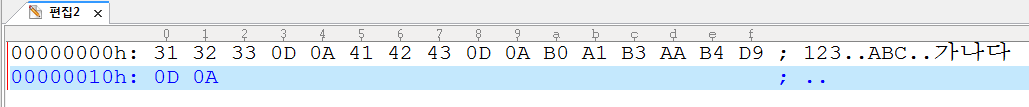 편집2 ×
0 1 2 3 4 5 6 7 8 9 a b c d e f
00000000h: 31 32 33 0D 0A 41 42 43 0D 0A B0 A1 B3 AA B4 D9 ; 123..ABC..가나다
00000010h: 0D 0A ; ..